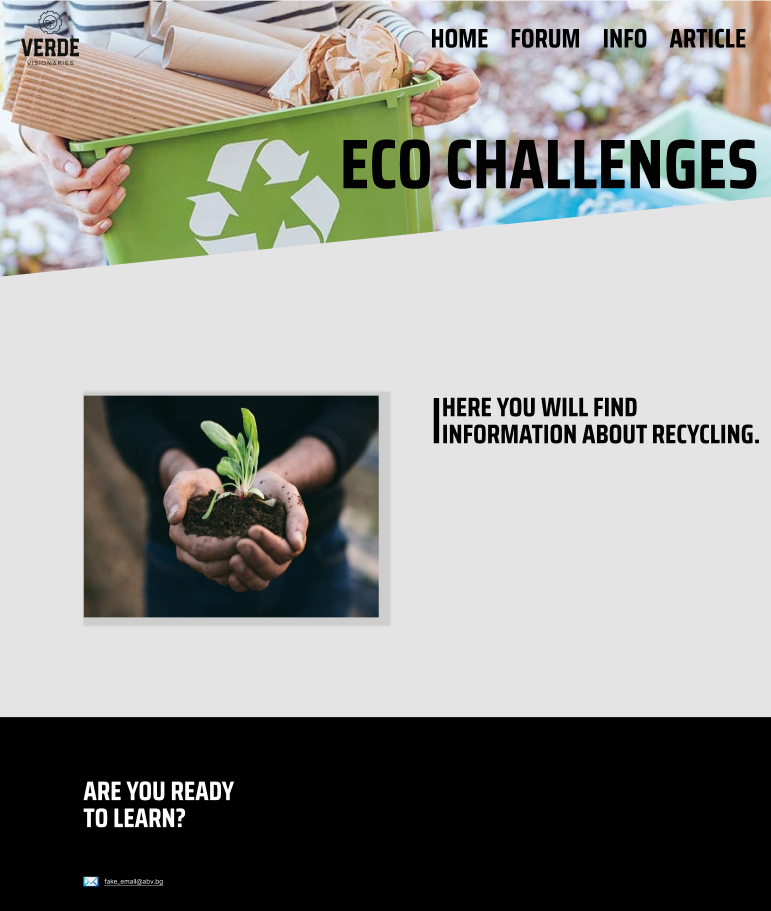 VERDE
VISIONARIES
HOME FORUM INFO ARTICLE
ECO CHALLENGES
HERE YOU WILL FIND
INFORMATION ABOUT RECYCLING.
ARE YOU READY
TO LEARN?
fake_email@abv.bg